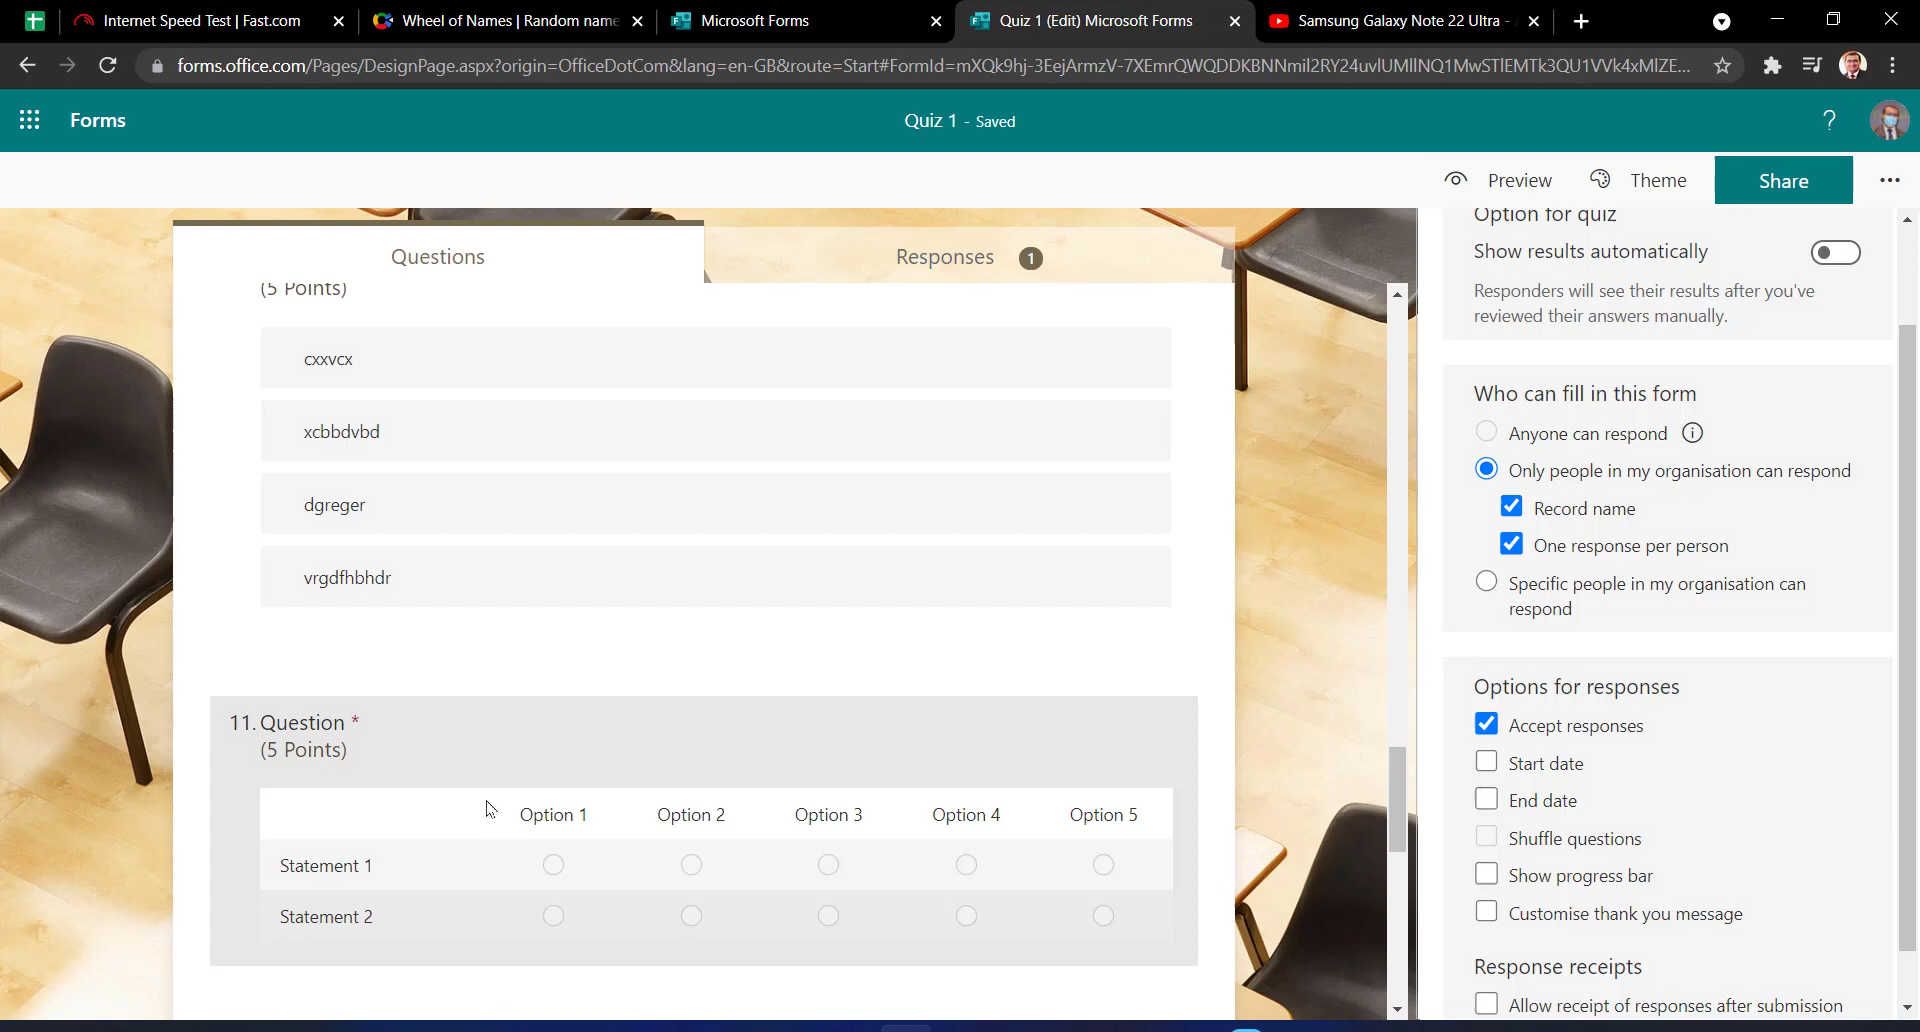 Internet Speed Test | Fast.com
Wheel of Names | Random name
Microsoft Forms
Quiz 1 (Edit) Microsoft Forms
Samsung Galaxy Note 22 Ultra -
forms.office.com/Pages/DesignPage.aspx?origin=OfficeDotCom&lang=en-GB&route=Start#FormId=mXQk9hj-3EejArmzV-7XEmrQWQDDKBNNmil2RY24uvlUMllNQ1MwSTlEMTk3QU1VVk4xMlZE...
Forms
Quiz 1 - Saved
?
Preview
Theme
Share
Questions
Responses 1
(5 Points)
cxxvcx
xcbbdvbd
dgreger
vrgdfhbhdr
11. Question *
(5 Points)
Option 1 Option 2 Option 3 Option 4 Option 5
Statement 1
Statement 2
Option for quiz
Show results automatically
Responders will see their results after you've
reviewed their answers manually.
Who can fill in this form
Anyone can respond
Only people in my organisation can respond
Record name
One response per person
Specific people in my organisation can
respond
Options for responses
Accept responses
Start date
End date
Shuffle questions
Show progress bar
Customise thank you message
Response receipts
Allow receipt of responses after submission